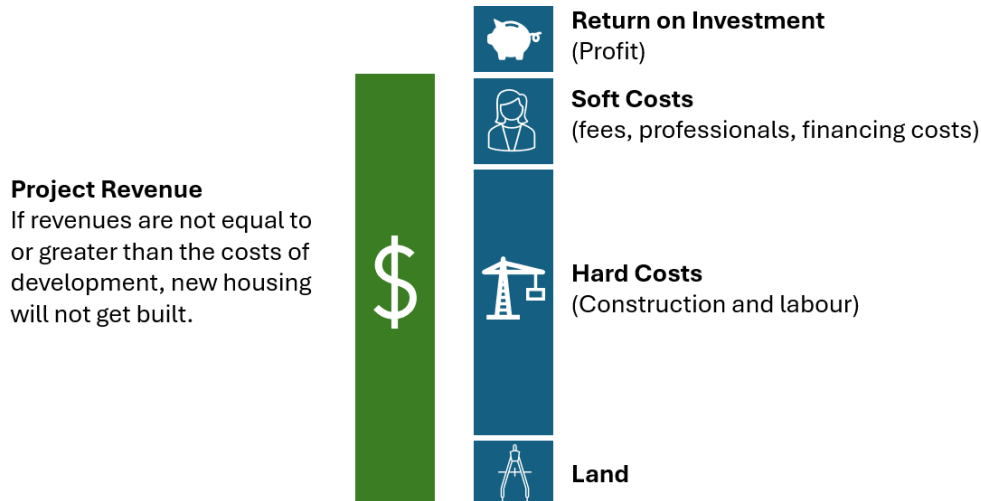 Return on Investment
(Profit)
Soft Costs
(fees, professionals, financing costs)
Project Revenue
If revenues are not equal to
or greater than the costs of
development, new housing
will not get built.
$
Hard Costs
(Construction and labour)
Land